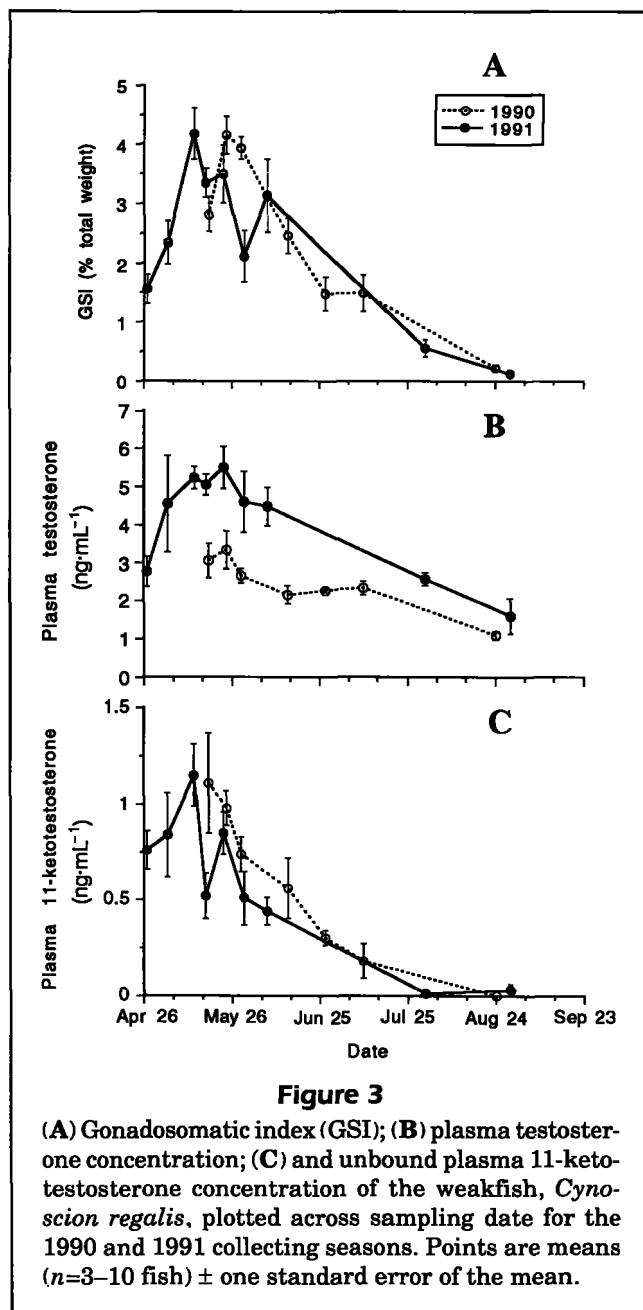 A
1990
1991
5
4
3
2
1
0
GSI (% total weight)
B
7
6
5
4
3
2
1
0
Plasma testosterone
(ng·mL⁻¹)
C
1.5
1
0.5
0
Plasma 11-ketotestosterone
(ng·mL⁻¹)
Apr 26 May 26 Jun 25 Jul 25 Aug 24 Sep 23
Date
Figure 3
(A) Gonadosomatic index (GSI); (B) plasma testoster-
one concentration; (C) and unbound plasma 11-keto-
testosterone concentration of the weakfish, Cyno-
scion regalis, plotted across sampling date for the
1990 and 1991 collecting seasons. Points are means
(n=3–10 fish) ± one standard error of the mean.